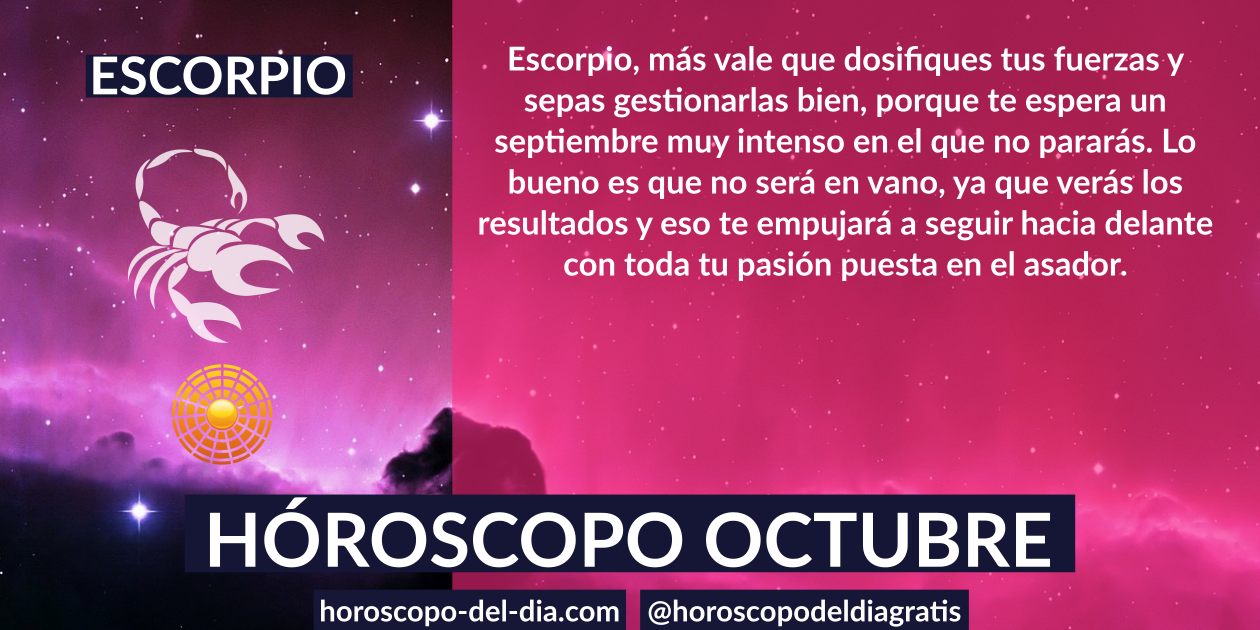 ESCORPIO
Escorpio, más vale que dosifiques tus fuerzas y
sepas gestionarlas bien, porque te espera un
septiembre muy intenso en el que no pararás. Lo
bueno es que no será en vano, ya que verás los
resultados y eso te empujará a seguir hacia delante
con toda tu pasión puesta en el asador.
HÓROSCOPO OCTUBRE
horoscopo-del-dia.com
@horoscopodeldiagratis